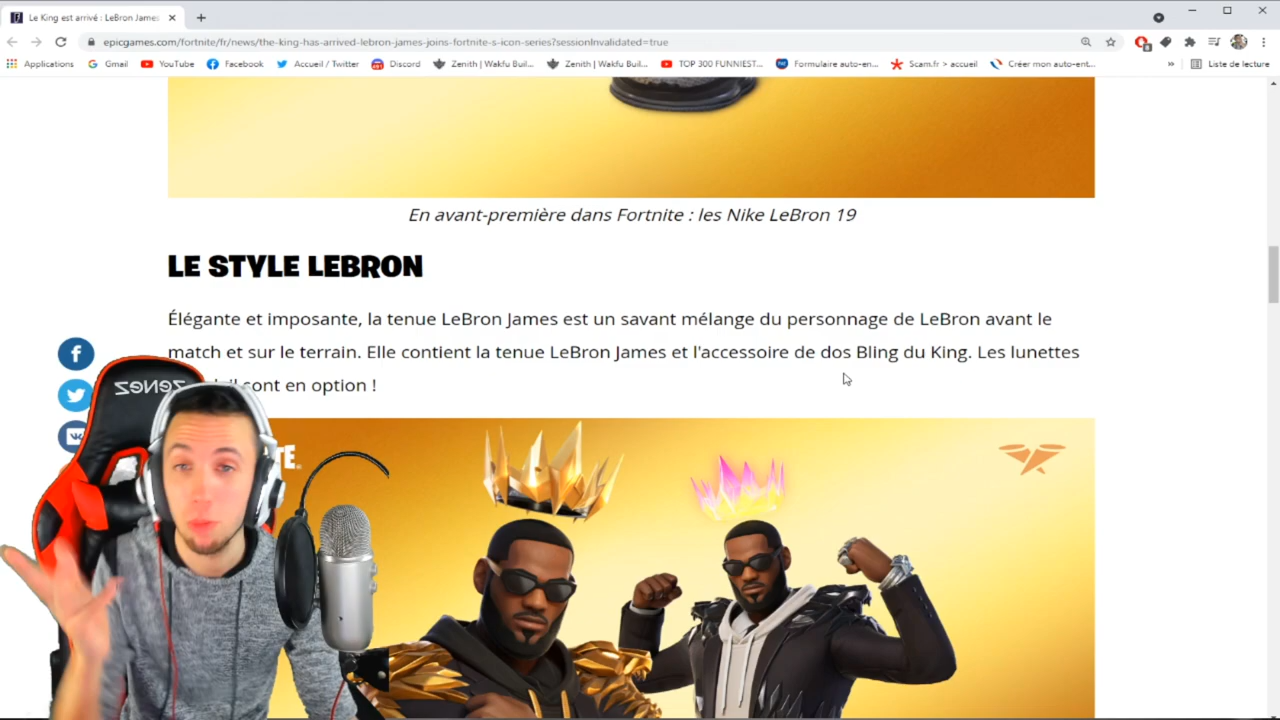 Le King est arrivé : LeBron James
epicgames.com/fortnite/fr/news/the-king-has-arrived-lebron-james-joins-fortnite-s-icon-series?sessionInvalidated=true
Applications Gmail YouTube Facebook Accueil / Twitter Discord Zenith | Wakfu Buil... Zenith | Wakfu Buil... TOP 300 FUNNIEST... Formulaire auto-en... Scam.fr > accueil Créer mon auto-ent... » Liste de lecture
En avant-première dans Fortnite : les Nike LeBron 19
LE STYLE LEBRON
Élégante et imposante, la tenue LeBron James est un savant mélange du personnage de LeBron avant le
match et sur le terrain. Elle contient la tenue LeBron James et l'accessoire de dos Bling du King. Les lunettes
sont en option !
ZENEZ
TE